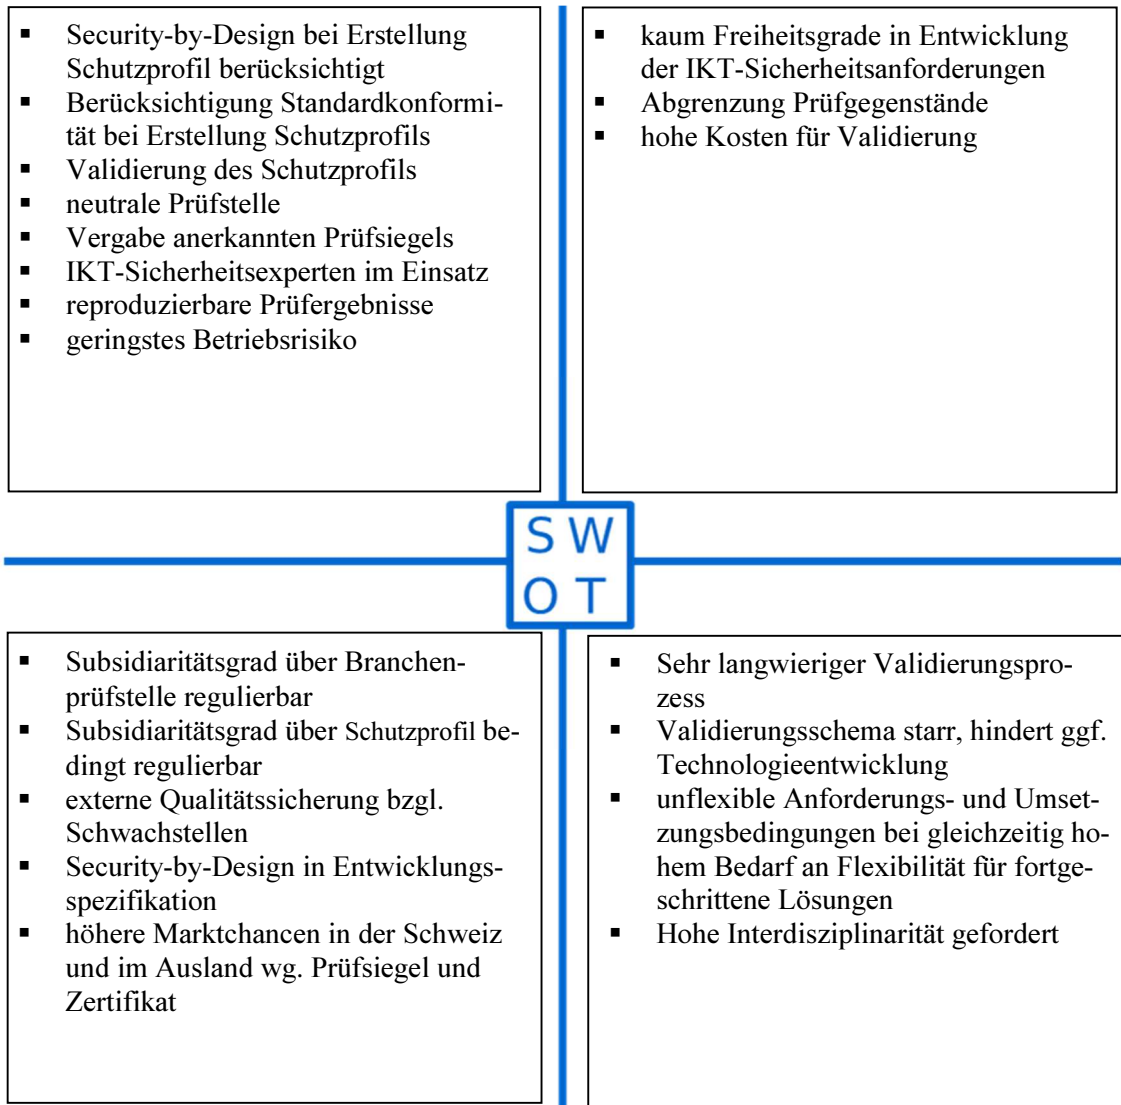 ▪ Security-by-Design bei Erstellung
Schutzprofil berücksichtigt
▪ Berücksichtigung Standardkonformi-
tät bei Erstellung Schutzprofils
▪ Validierung des Schutzprofils
▪ neutrale Prüfstelle
▪ Vergabe anerkannten Prüfsiegels
▪ IKT-Sicherheitsexperten im Einsatz
▪ reproduzierbare Prüfergebnisse
▪ geringstes Betriebsrisiko
▪ kaum Freiheitsgrade in Entwicklung
der IKT-Sicherheitsanforderungen
▪ Abgrenzung Prüfgegenstände
▪ hohe Kosten für Validierung
S W
O T
▪ Subsidiaritätsgrad über Branchen-
prüfstelle regulierbar
▪ Subsidiaritätsgrad über Schutzprofil be-
dingt regulierbar
▪ externe Qualitätssicherung bzgl.
Schwachstellen
▪ Security-by-Design in Entwicklungs-
spezifikation
▪ höhere Marktchancen in der Schweiz
und im Ausland wg. Prüfsiegel und
Zertifikat
▪ Sehr langwieriger Validierungspro-
zess
▪ Validierungsschema starr, hindert ggf.
Technologieentwicklung
▪ unflexible Anforderungs- und Umset-
zungsbedingungen bei gleichzeitig ho-
hem Bedarf an Flexibilität für fortge-
schrittene Lösungen
▪ Hohe Interdisziplinarität gefordert